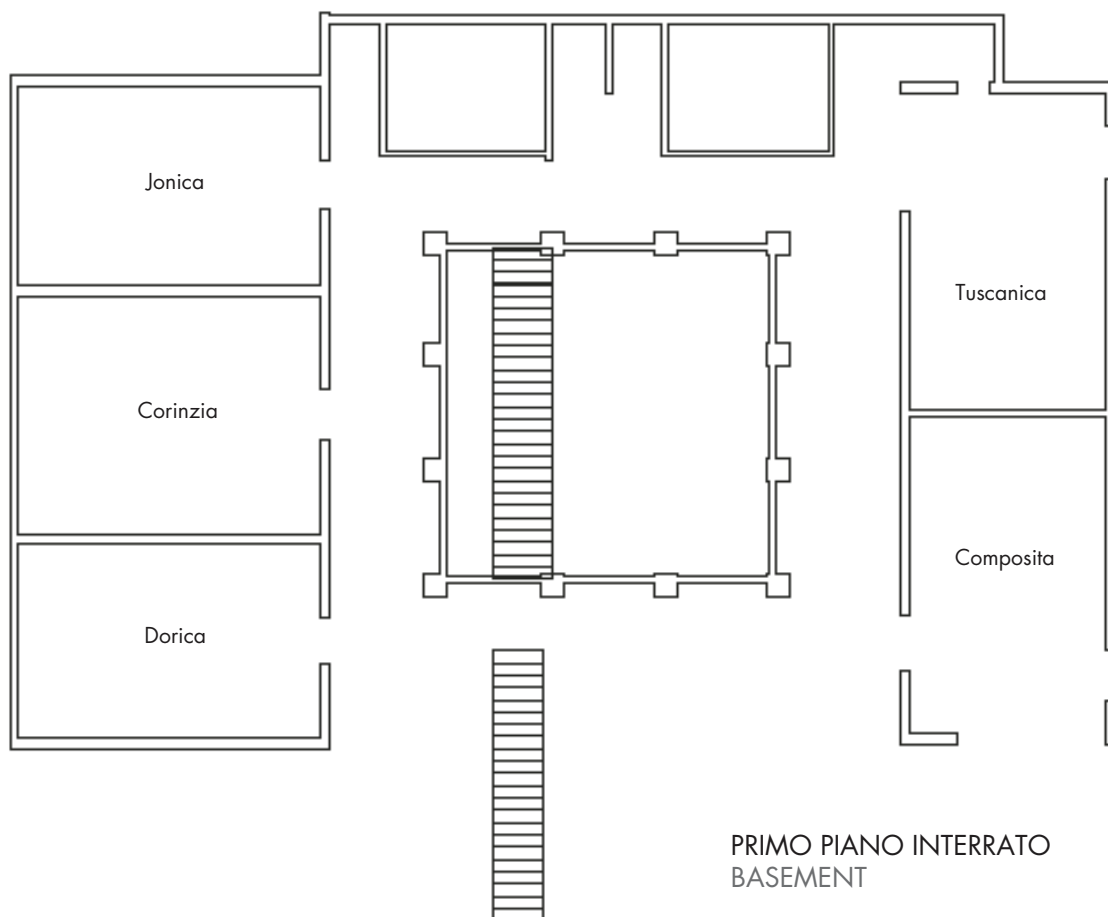 Jonica
Tuscanica
Corinzia
Composita
Dorica
PRIMO PIANO INTERRATO
BASEMENT